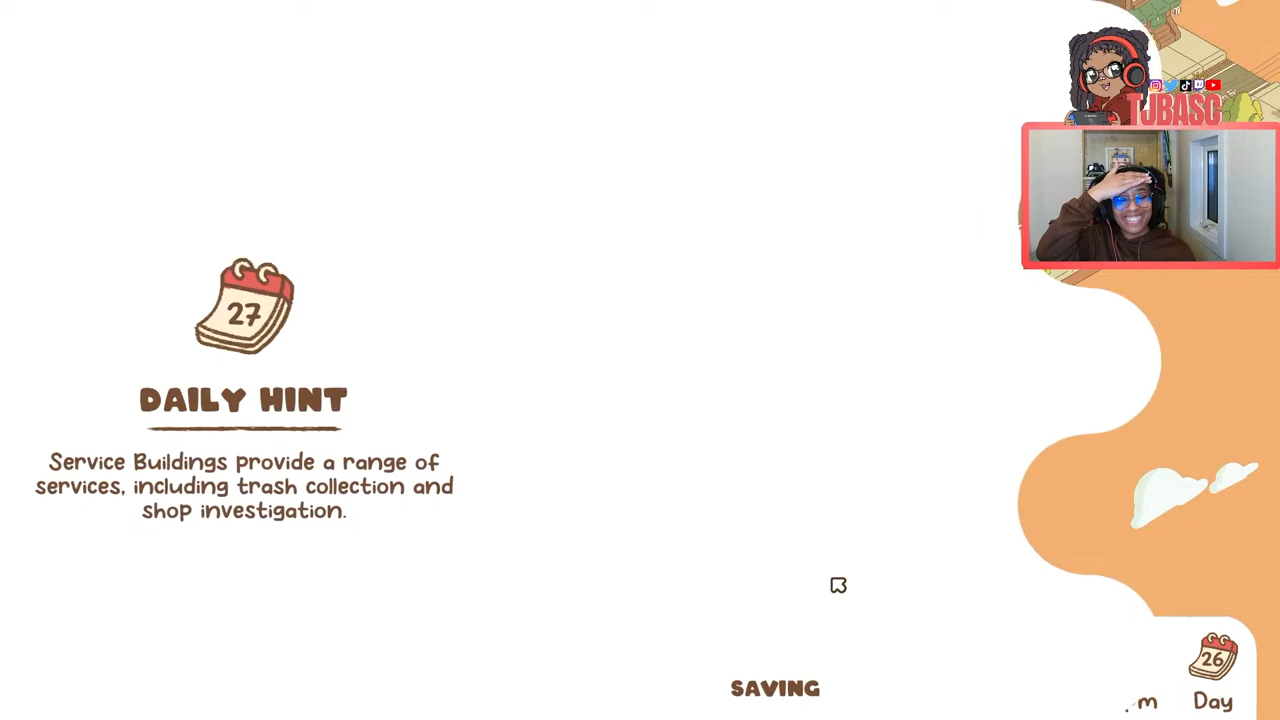 TJBASO
27
DAILY HINT
Service Buildings provide a range of
services, including trash collection and
shop investigation.
SAVING
26
Day